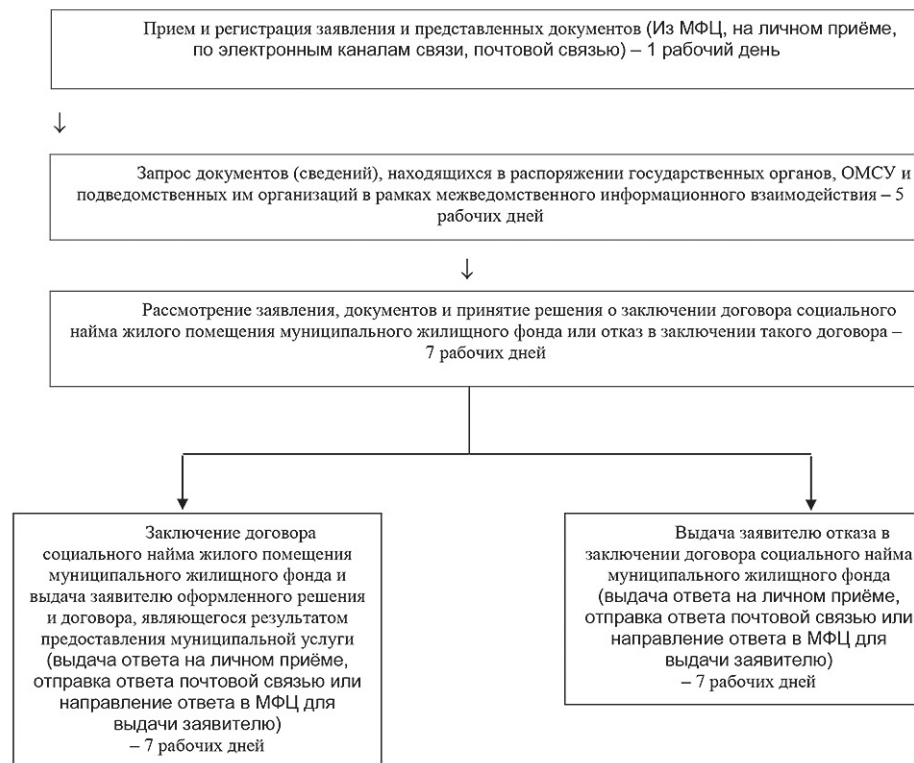 Прием и регистрация заявления и представленных документов (Из МФЦ, на личном приёме,
по электронным каналам связи, почтовой связью) – 1 рабочий день
Запрос документов (сведений), находящихся в распоряжении государственных органов, ОМСУ и
подведомственных им организаций в рамках межведомственного информационного взаимодействия – 5
рабочих дней
Рассмотрение заявления, документов и принятие решения о заключении договора социального
найма жилого помещения муниципального жилищного фонда или отказ в заключении такого договора –
7 рабочих дней
Заключение договора
социального найма жилого помещения
муниципального жилищного фонда и
выдача заявителю оформленного решения
и договора, являющегося результатом
предоставления муниципальной услуги
(выдача ответа на личном приёме,
отправка ответа почтовой связью или
направление ответа в МФЦ для
выдачи заявителю)
– 7 рабочих дней
Выдача заявителю отказа в
заключении договора социального найма
муниципального жилищного фонда
(выдача ответа на личном приёме,
отправка ответа почтовой связью или
направление ответа в МФЦ для
выдачи заявителю)
– 7 рабочих дней